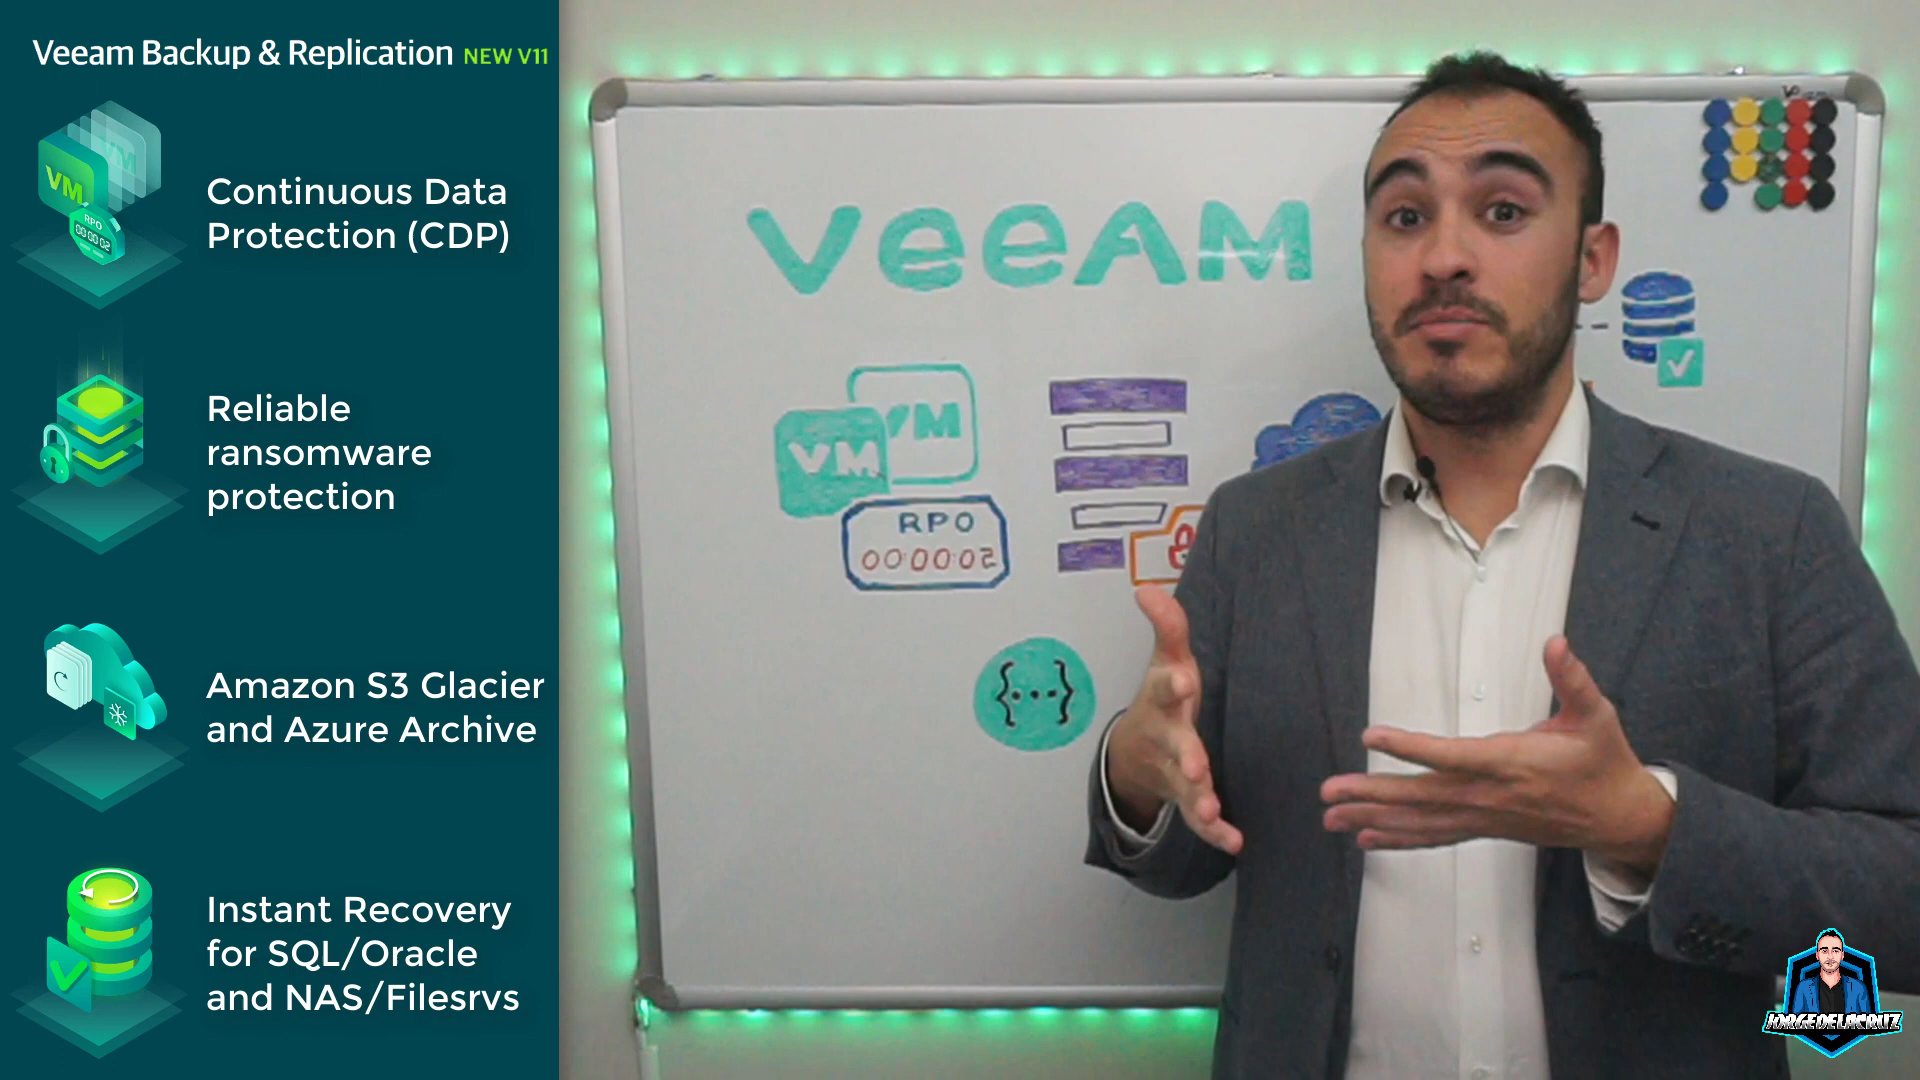 Veeam Backup & Replication NEW V11
VM
VM
RPO
00:00:02
Continuous Data
Protection (CDP)
Reliable
ransomware
protection
Amazon S3 Glacier
and Azure Archive
Instant Recovery
for SQL/Oracle
and NAS/Filesrvs
veeAM
VM
VM
RPO
00:00:02
{...}
JORGEDELACRUZ